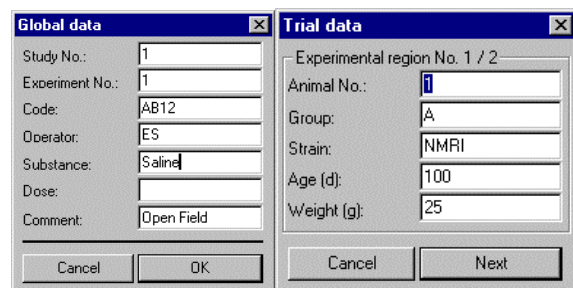 Global data
Study No.: 1
Experiment No.: 1
Code: AB12
Operator: ES
Substance: Saline
Dose:
Comment: Open Field
Cancel OK
Trial data
Experimental region No. 1 / 2
Animal No.: 1
Group: A
Strain: NMRI
Age (d): 100
Weight (g): 25
Cancel Next